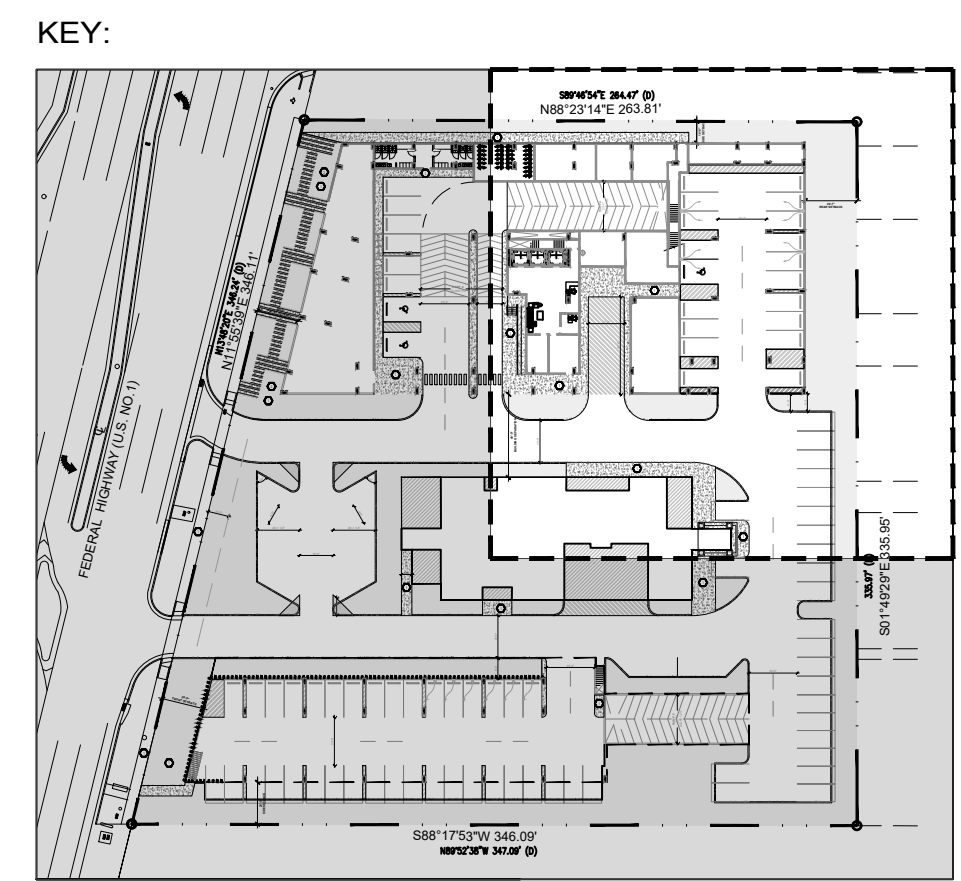 KEY:
S89°46'54"E 264.47' (D)
N88°23'14"E 263.81'
N13°48'20"E 346.24' (D)
N11°55'39"E 346.11'
FEDERAL HIGHWAY (U.S. NO.1)
335.97' (D)
S01°49'29"E 335.95'
S88°17'53"W 346.09'
N89°52'38"W 347.09' (D)